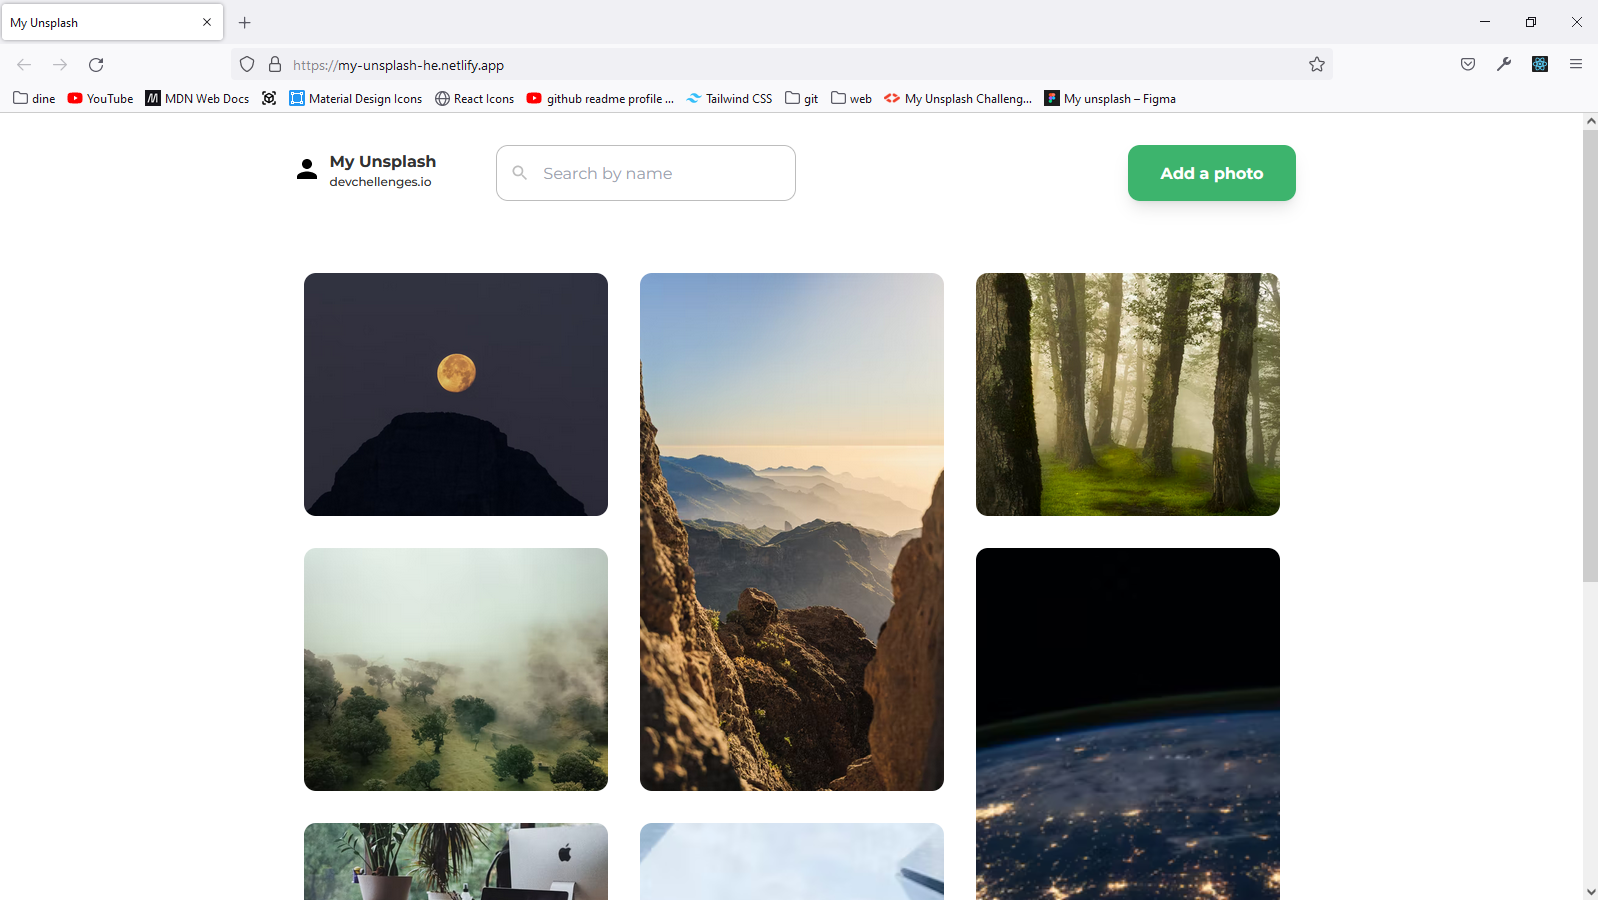 My Unsplash
https://my-unsplash-he.netlify.app
dine YouTube MDN Web Docs Material Design Icons React Icons github readme profile ... Tailwind CSS git web My Unsplash Challeng... My unsplash – Figma
My Unsplash
devchellenges.io
Search by name
Add a photo